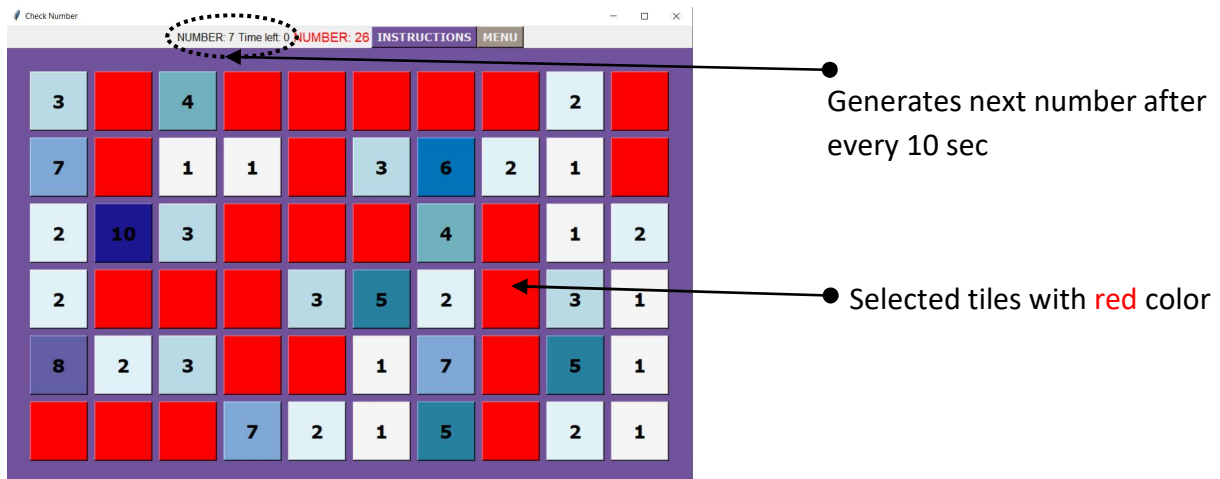 Check Number
NUMBER: 7 Time left: 0 NUMBER: 26 INSTRUCTIONS MENU
3 4 2
7 1 1 3 6 2 1
2 10 3 4 1 2
2 3 5 2 3 1
8 2 3 1 7 5 1
7 2 1 5 2 1
Generates next number after
every 10 sec
Selected tiles with red color